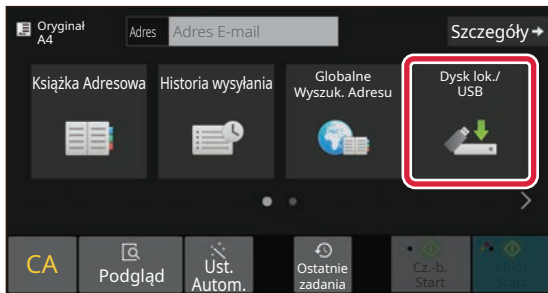 Oryginał
A4
Adres
Adres E-mail
Szczegóły
Książka Adresowa
Historia wysyłania
Globalne
Wyszuk. Adresu
Dysk lok./
USB
CA
Podgląd
Ust.
Autom.
Ostatnie
zadania
Cz.-b.
Start
Kolor
Start